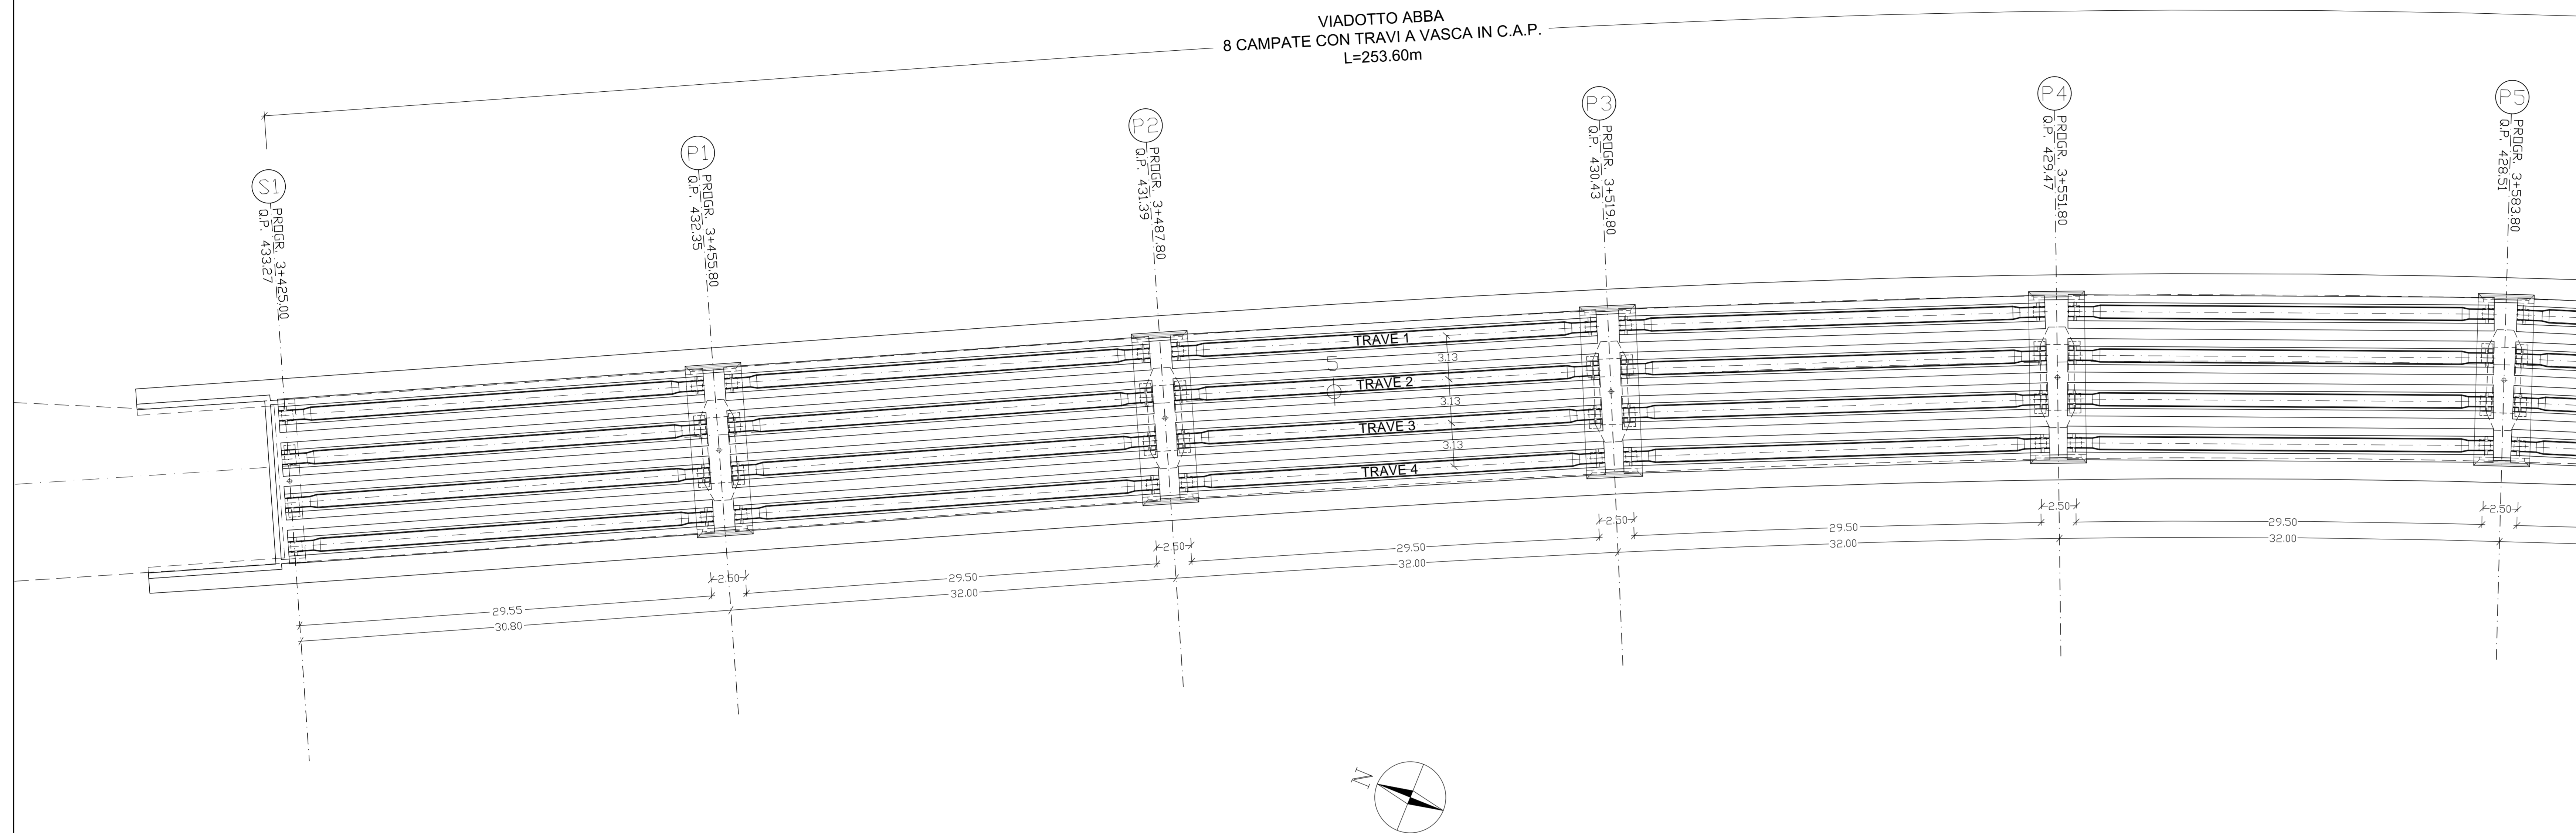 VIADOTTO ABBA
8 CAMPATE CON TRAVI A VASCA IN C.A.P.
L=253.60m
S1
PROGR. 3+425.00
Q.P. 433.27
P1
PROGR. 3+455.80
Q.P. 432.35
P2
PROGR. 3+487.80
Q.P. 431.39
P3
PROGR. 3+519.80
Q.P. 430.43
P4
PROGR. 3+551.80
Q.P. 429.47
P5
PROGR. 3+583.80
Q.P. 428.51
TRAVE 1
3.13
5
TRAVE 2
3.13
TRAVE 3
3.13
TRAVE 4
2.50
29.55
30.80
2.50
29.50
32.00
2.50
29.50
32.00
2.50
29.50
32.00
2.50
29.50
32.00
N